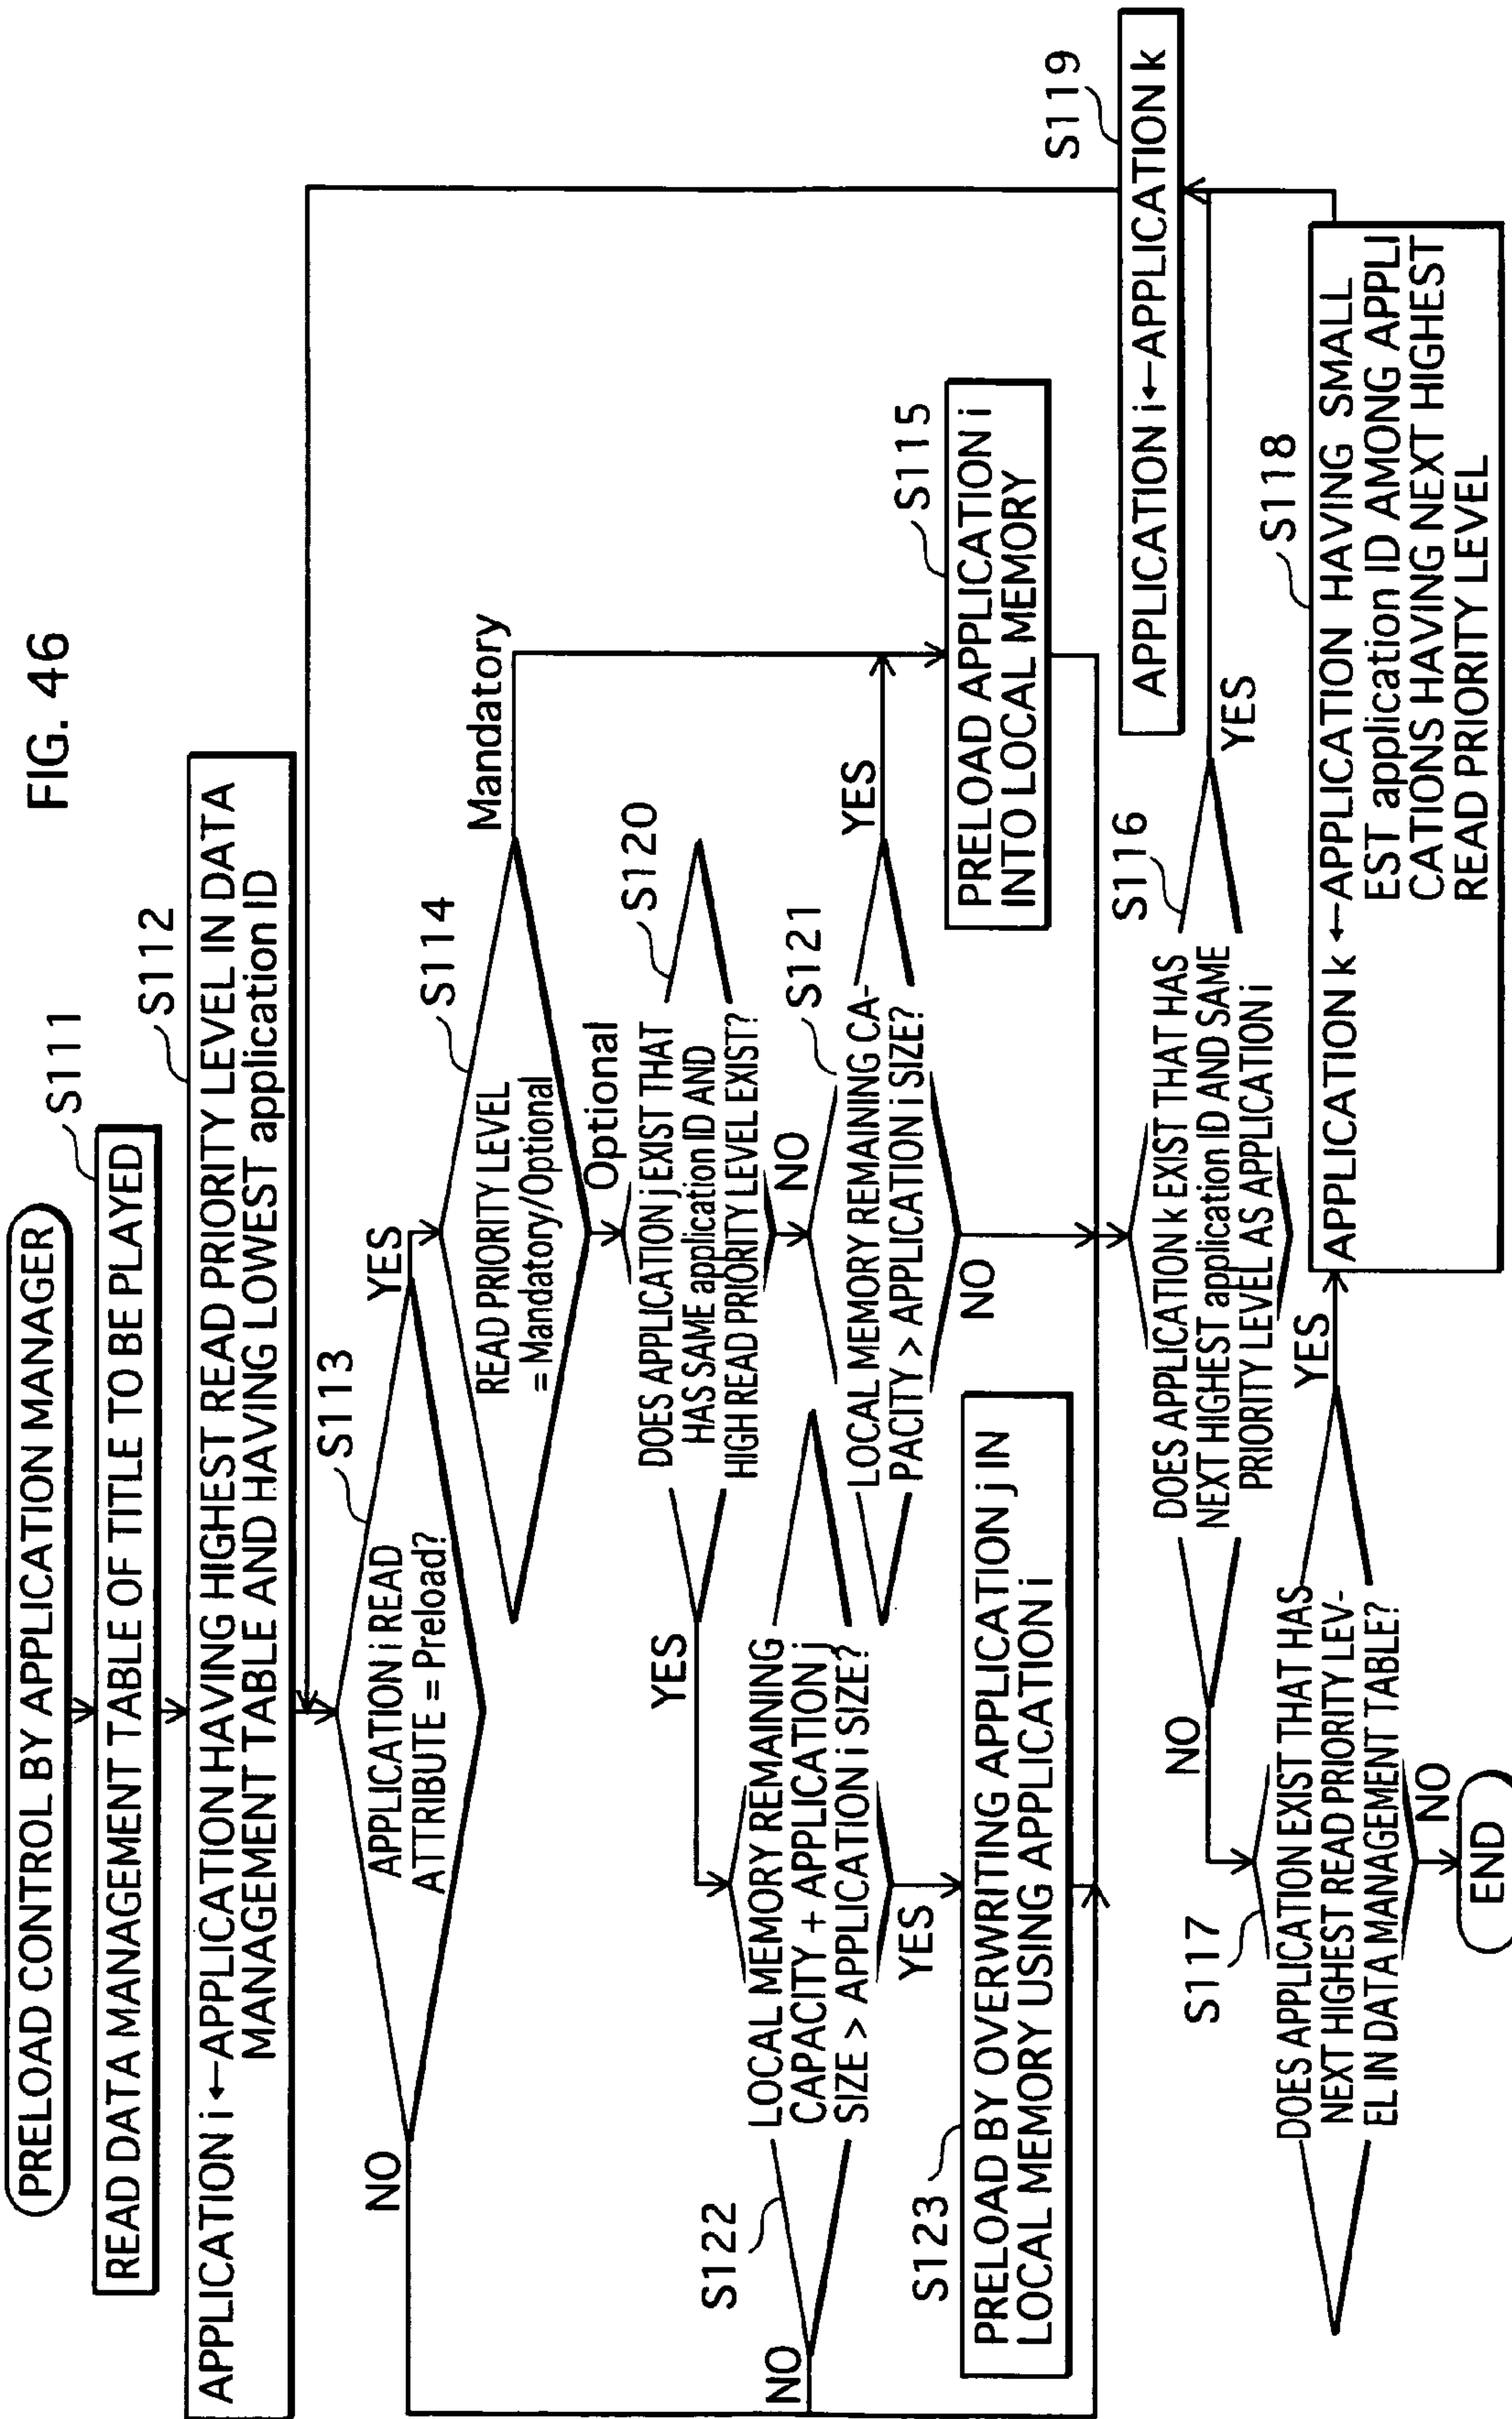 FIG. 46
PRELOAD CONTROL BY APPLICATION MANAGER
S111
READ DATA MANAGEMENT TABLE OF TITLE TO BE PLAYED
S112
APPLICATION i ←APPLICATION HAVING HIGHEST READ PRIORITY LEVEL IN DATA
MANAGEMENT TABLE AND HAVING LOWEST application ID
S113
APPLICATION i READ
ATTRIBUTE = Preload?
NO
YES
S114
READ PRIORITY LEVEL
= Mandatory/Optional
Mandatory
Optional
S120
DOES APPLICATION j EXIST THAT
HAS SAME application ID AND
HIGH READ PRIORITY LEVEL EXIST?
YES
NO
S121
LOCAL MEMORY REMAINING CA-
PACITY > APPLICATION i SIZE?
YES
NO
S122
LOCAL MEMORY REMAINING
CAPACITY + APPLICATION j
SIZE > APPLICATION i SIZE?
NO
YES
S115
PRELOAD APPLICATION i
INTO LOCAL MEMORY
S123
PRELOAD BY OVERWRITING APPLICATION j IN
LOCAL MEMORY USING APPLICATION i
S116
DOES APPLICATION k EXIST THAT HAS
NEXT HIGHEST application ID AND SAME
PRIORITY LEVEL AS APPLICATION i
NO
YES
S119
APPLICATION i←APPLICATION k
S117
DOES APPLICATION EXIST THAT HAS
NEXT HIGHEST READ PRIORITY LEV-
EL IN DATA MANAGEMENT TABLE?
YES
NO
S118
APPLICATION k ←APPLICATION HAVING SMALL
EST application ID AMONG APPLI
CATIONS HAVING NEXT HIGHEST
READ PRIORITY LEVEL
END